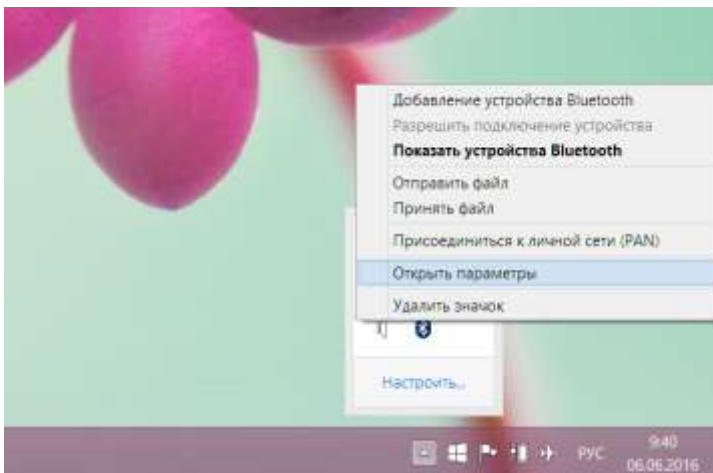 Добавление устройства Bluetooth
Разрешить подключение устройства
Показать устройства Bluetooth
Отправить файл
Принять файл
Присоединиться к личной сети (PAN)
Открыть параметры
Удалить значок
Настроить...
РУС
9:40
06.06.2016